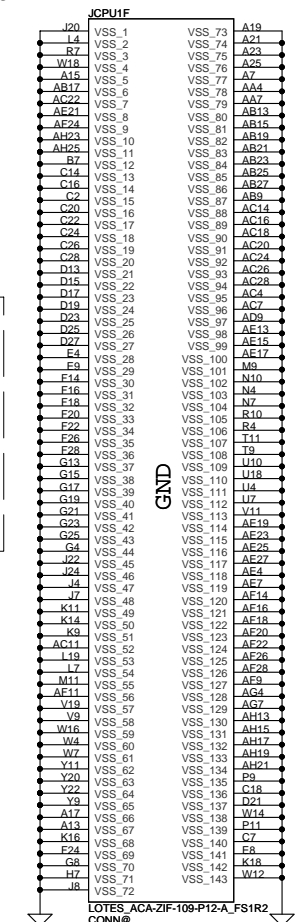 JCPU1F
J20 VSS_1 VSS_73 A19
L4 VSS_2 VSS_74 A21
R7 VSS_3 VSS_75 A23
W18 VSS_4 VSS_76 A25
A15 VSS_5 VSS_77 A7
AB17 VSS_6 VSS_78 AA4
AC22 VSS_7 VSS_79 AA7
AE21 VSS_8 VSS_80 AB13
AF24 VSS_9 VSS_81 AB15
AH23 VSS_10 VSS_82 AB19
AH25 VSS_11 VSS_83 AB21
B7 VSS_12 VSS_84 AB23
C14 VSS_13 VSS_85 AB25
C16 VSS_14 VSS_86 AB27
C2 VSS_15 VSS_87 AB9
C20 VSS_16 VSS_88 AC14
C22 VSS_17 VSS_89 AC16
C24 VSS_18 VSS_90 AC18
C26 VSS_19 VSS_91 AC20
C28 VSS_20 VSS_92 AC24
D13 VSS_21 VSS_93 AC26
D15 VSS_22 VSS_94 AC28
D17 VSS_23 VSS_95 AC4
D19 VSS_24 VSS_96 AC7
D23 VSS_25 VSS_97 AD9
D25 VSS_26 VSS_98 AE13
D27 VSS_27 VSS_99 AE15
E4 VSS_28 VSS_100 AE17
E9 VSS_29 VSS_101 M9
F14 VSS_30 VSS_102 N10
F16 VSS_31 VSS_103 N4
F18 VSS_32 VSS_104 N7
F20 VSS_33 VSS_105 R10
F22 VSS_34 VSS_106 R4
F26 VSS_35 VSS_107 T11
F28 VSS_36 VSS_108 T9
G13 VSS_37 VSS_109 U10
G15 VSS_38 VSS_110 U18
G17 VSS_39 VSS_111 U4
G19 VSS_40 VSS_112 U7
G21 VSS_41 VSS_113 V11
G23 VSS_42 VSS_114 AE19
G25 VSS_43 VSS_115 AE23
G4 VSS_44 VSS_116 AE25
J22 VSS_45 VSS_117 AE27
J24 VSS_46 VSS_118 AE4
J4 VSS_47 VSS_119 AE7
J7 VSS_48 VSS_120 AF14
K11 VSS_49 VSS_121 AF16
K14 VSS_50 VSS_122 AF18
K9 VSS_51 VSS_123 AF20
AC11 VSS_52 VSS_124 AF22
L19 VSS_53 VSS_125 AF26
L7 VSS_54 VSS_126 AF28
M11 VSS_55 VSS_127 AF9
AF11 VSS_56 VSS_128 AG4
V19 VSS_57 VSS_129 AG7
V9 VSS_58 VSS_130 AH13
W16 VSS_59 VSS_131 AH15
W4 VSS_60 VSS_132 AH17
W7 VSS_61 VSS_133 AH19
Y11 VSS_62 VSS_134 AH21
Y20 VSS_63 VSS_135 P9
Y22 VSS_64 VSS_136 C18
Y9 VSS_65 VSS_137 D21
A17 VSS_66 VSS_138 W14
A13 VSS_67 VSS_139 P11
K16 VSS_68 VSS_140 C7
F24 VSS_69 VSS_141 E8
G8 VSS_70 VSS_142 K18
H7 VSS_71 VSS_143 W12
J8 VSS_72
GND
LOTES_ACA-ZIF-109-P12-A_FS1R2
CONN@